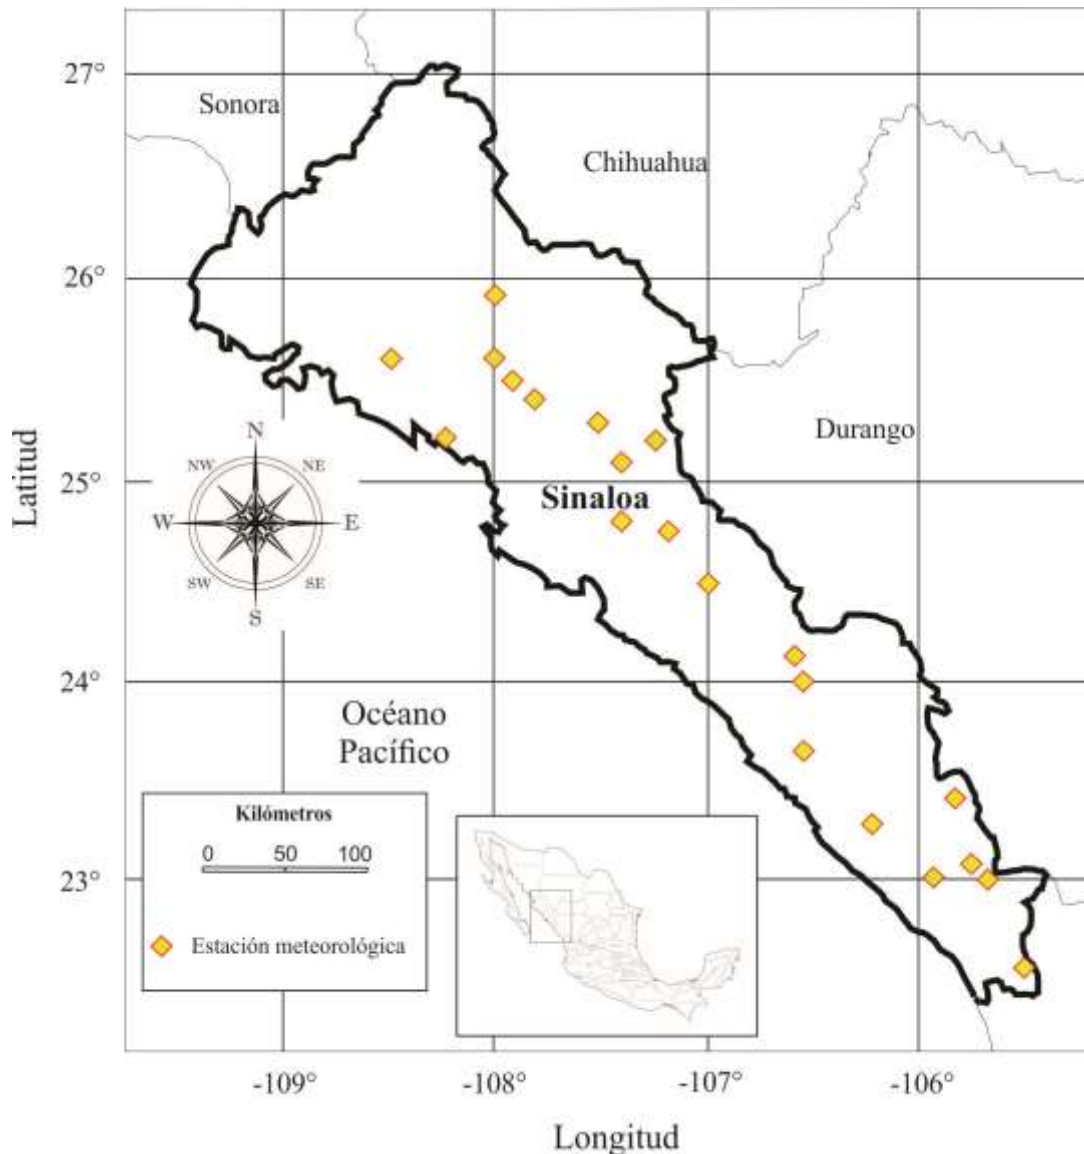 27°
Sonora
Chihuahua
26°
Durango
Latitud
N
NW
NE
25°
Sinaloa
W
E
SW
SE
S
24°
Océano
Pacífico
Kilómetros
0 50 100
23°
Estación meteorológica
-109° -108° -107° -106°
Longitud